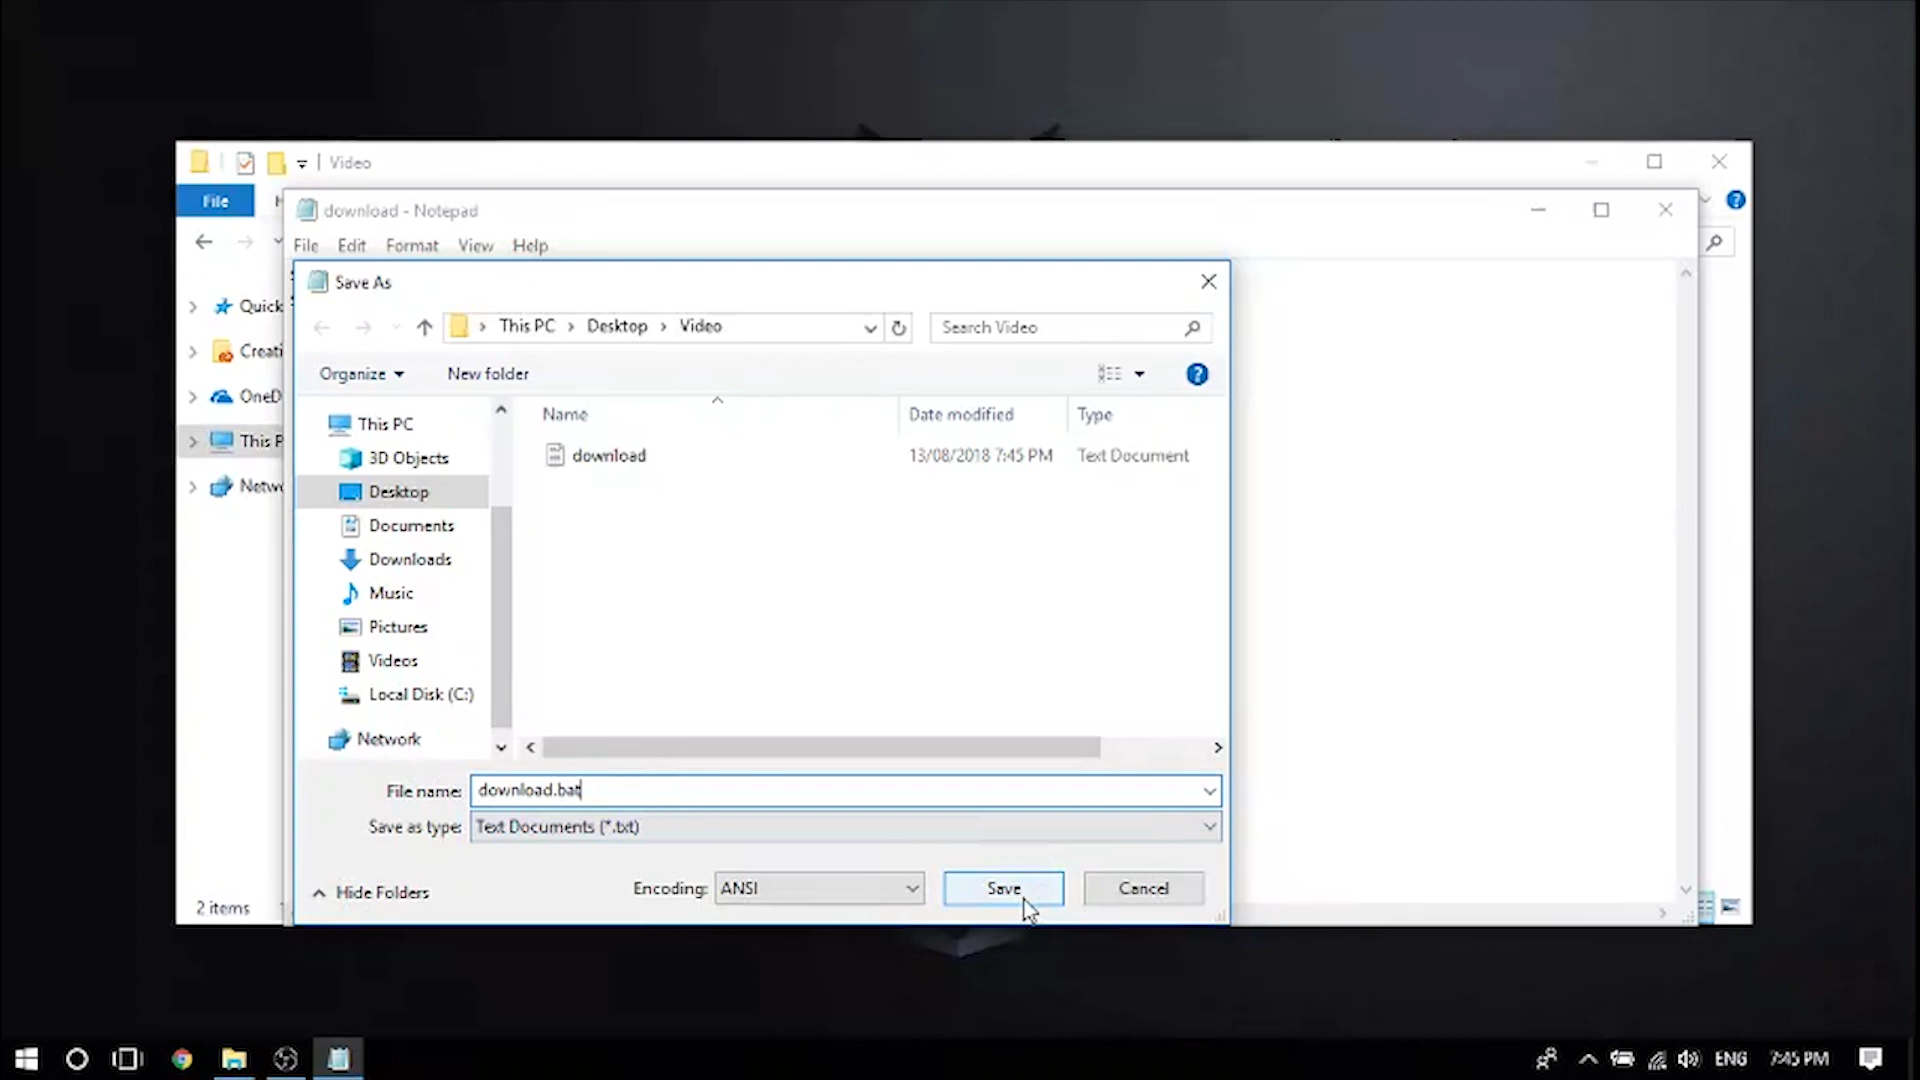 Video
File
download - Notepad
File Edit Format View Help
Save As
This PC Desktop Video
Search Video
Organize New folder
Quick
Creati
OneD
This P
Netwo
This PC
3D Objects
Desktop
Documents
Downloads
Music
Pictures
Videos
Local Disk (C:)
Network
Name Date modified Type
download 13/08/2018 7:45 PM Text Document
File name: download.bat
Save as type: Text Documents (*.txt)
Hide Folders Encoding: ANSI Save Cancel
2 items
ENG 7:45 PM